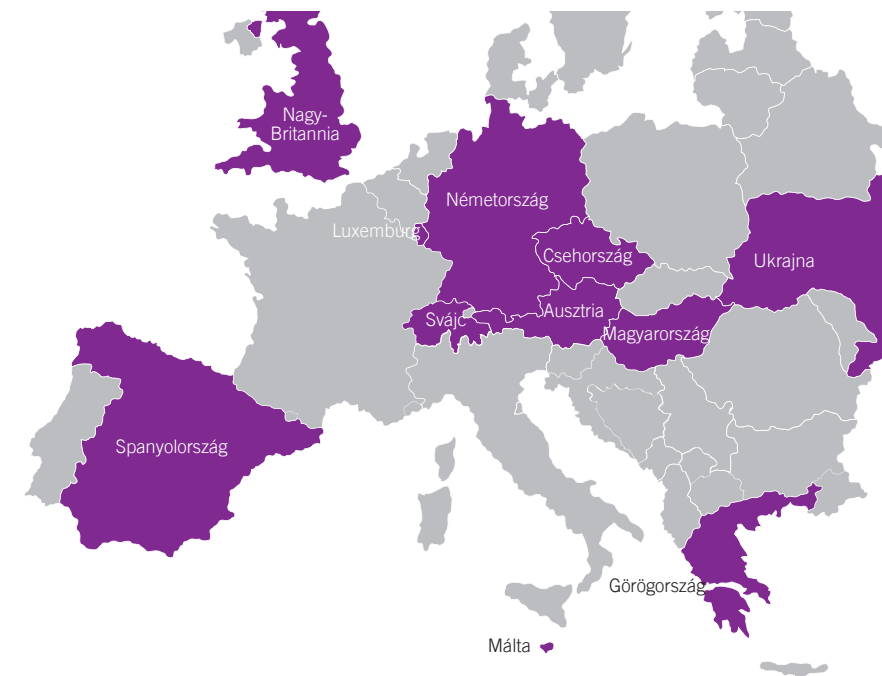 Nagy-
Britannia
Németország
Luxemburg
Csehország
Ukrajna
Ausztria
Svájc
Magyarország
Spanyolország
Görögország
Málta